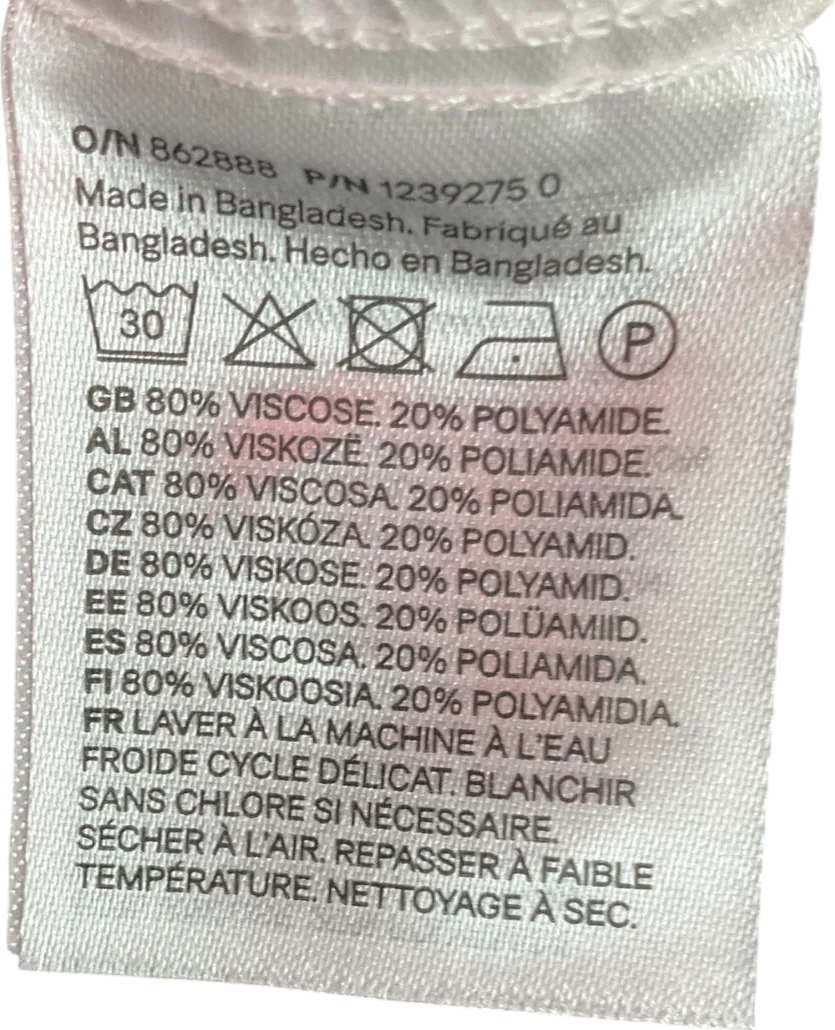 O/N 862888 P/N 1239275 0
Made in Bangladesh. Fabriqué au
Bangladesh. Hecho en Bangladesh.
30 P
GB 80% VISCOSE. 20% POLYAMIDE.
AL 80% VISKOZË. 20% POLIAMIDE.
CAT 80% VISCOSA. 20% POLIAMIDA.
CZ 80% VISKÓZA. 20% POLYAMID.
DE 80% VISKOSE. 20% POLYAMID.
EE 80% VISKOOS. 20% POLÜAMIID.
ES 80% VISCOSA. 20% POLIAMIDA.
FI 80% VISKOOSIA. 20% POLYAMIDIA.
FR LAVER À LA MACHINE À L'EAU
FROIDE CYCLE DÉLICAT. BLANCHIR
SANS CHLORE SI NÉCESSAIRE.
SÉCHER À L'AIR. REPASSER À FAIBLE
TEMPÉRATURE. NETTOYAGE À SEC.